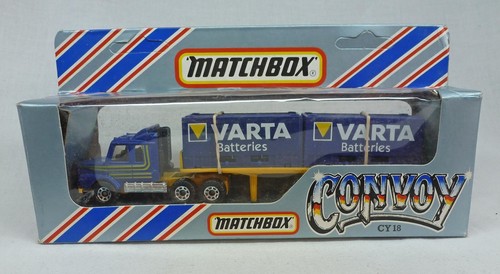 MATCHBOX®
VARTA VARTA
Batteries Batteries
MATCHBOX®
CONVOY
CY 18